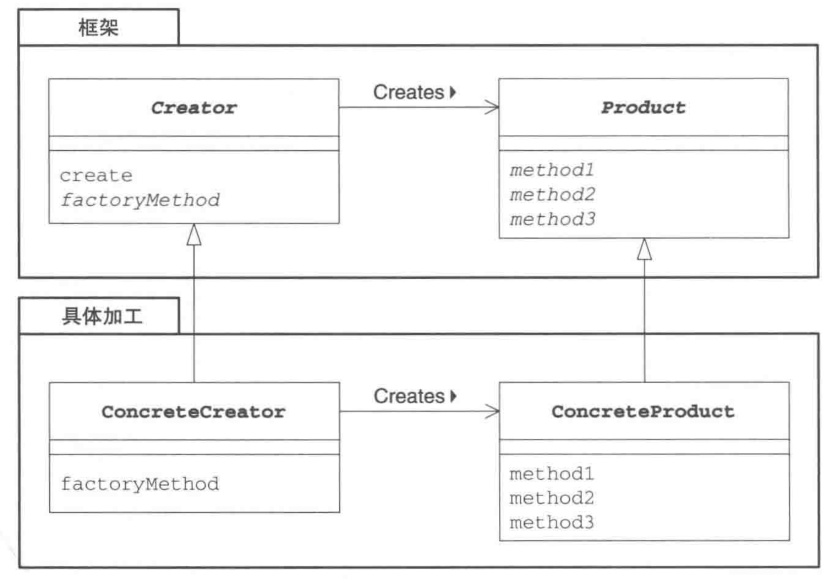 框架
Creator
Creates
Product
create
factoryMethod
method1
method2
method3
具体加工
ConcreteCreator
Creates
ConcreteProduct
factoryMethod
method1
method2
method3